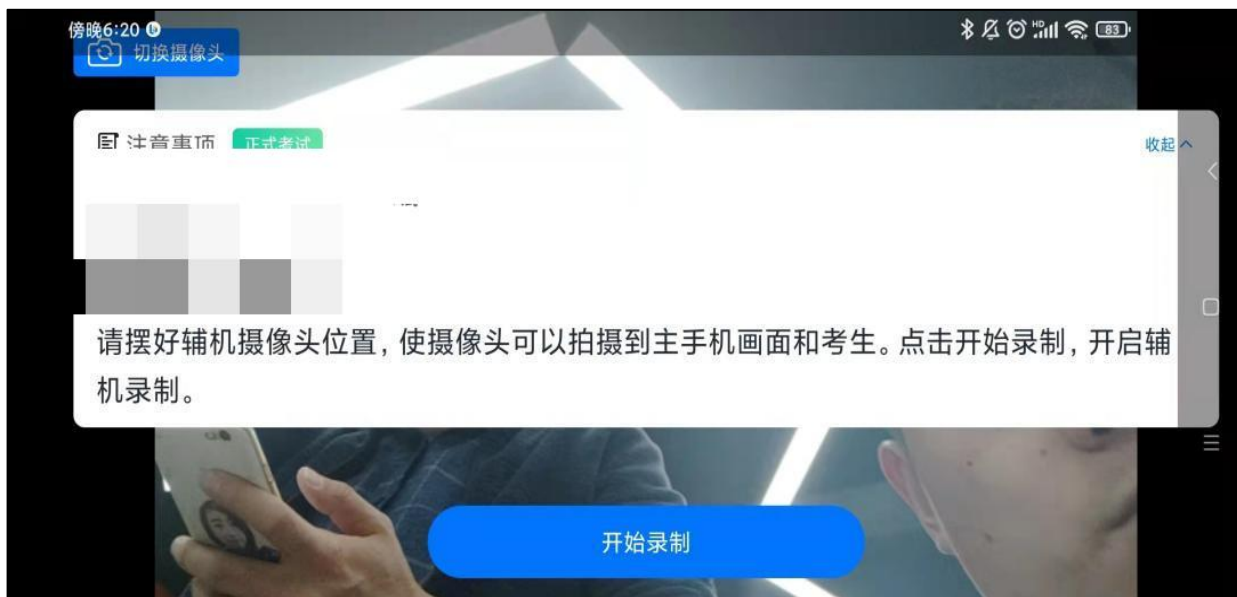 傍晚6:20
HD 83
切换摄像头
注意事项 正式考试 收起
请摆好辅机摄像头位置，使摄像头可以拍摄到主手机画面和考生。点击开始录制，开启辅
机录制。
开始录制